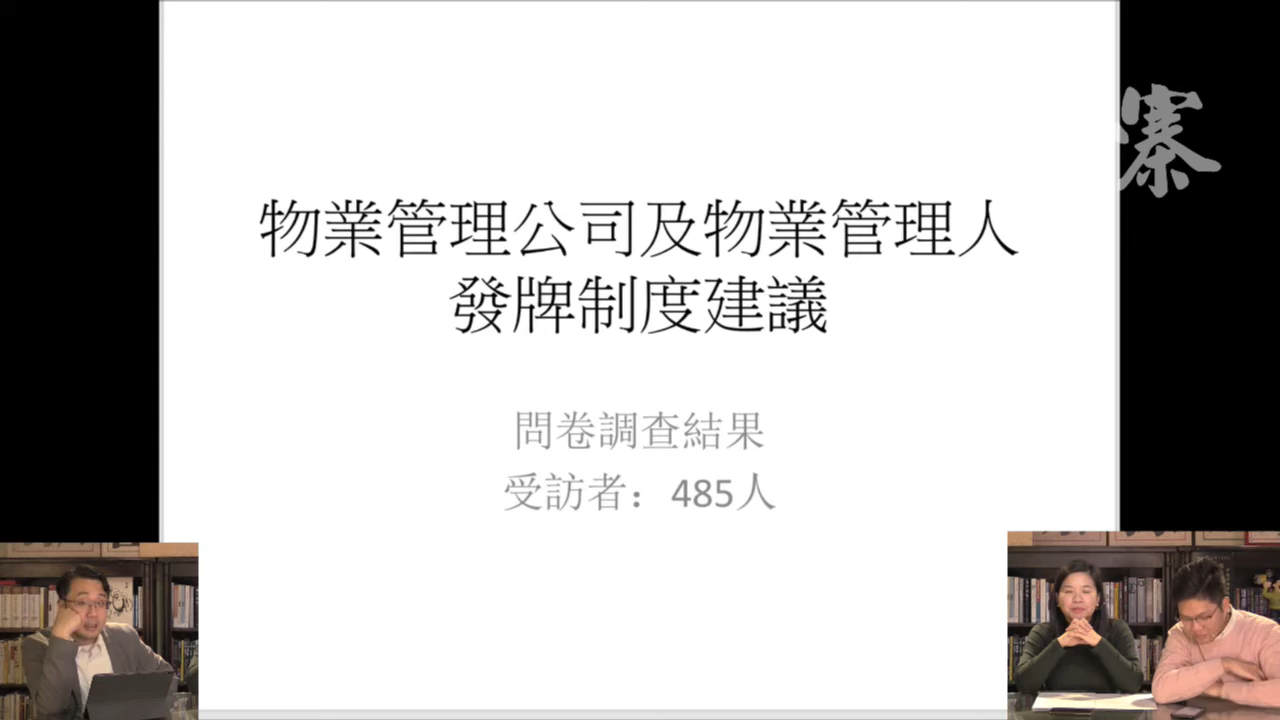 物業管理公司及物業管理人
發牌制度建議
問卷調查結果
受訪者：485人
寨